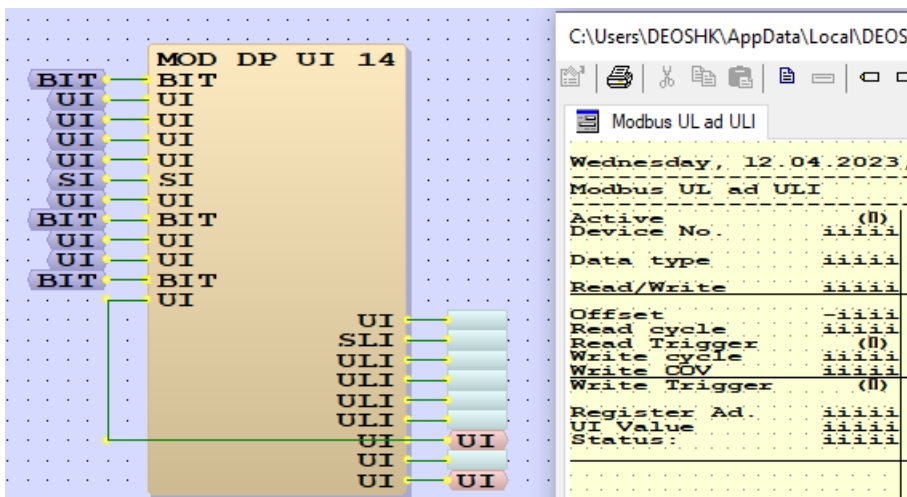 MOD DP UI 14
BIT BIT
UI UI
UI UI
UI UI
UI UI
SI SI
UI UI
BIT BIT
UI UI
UI UI
BIT BIT
UI
UI
SLI
ULI
ULI
ULI
ULI
UI UI
UI
UI UI
C:\Users\DEOSHK\AppData\Local\DEOS
Modbus UL ad ULI
Wednesday, 12.04.2023,
Modbus UL ad ULI
Active (n)
Device No. iiiii
Data type iiiii
Read/Write iiiii
Offset -iiii
Read cycle iiiii
Read Trigger (n)
Write cycle iiiii
Write COV iiiii
Write Trigger (n)
Register Ad. iiiii
UI Value iiiii
Status: iiiii